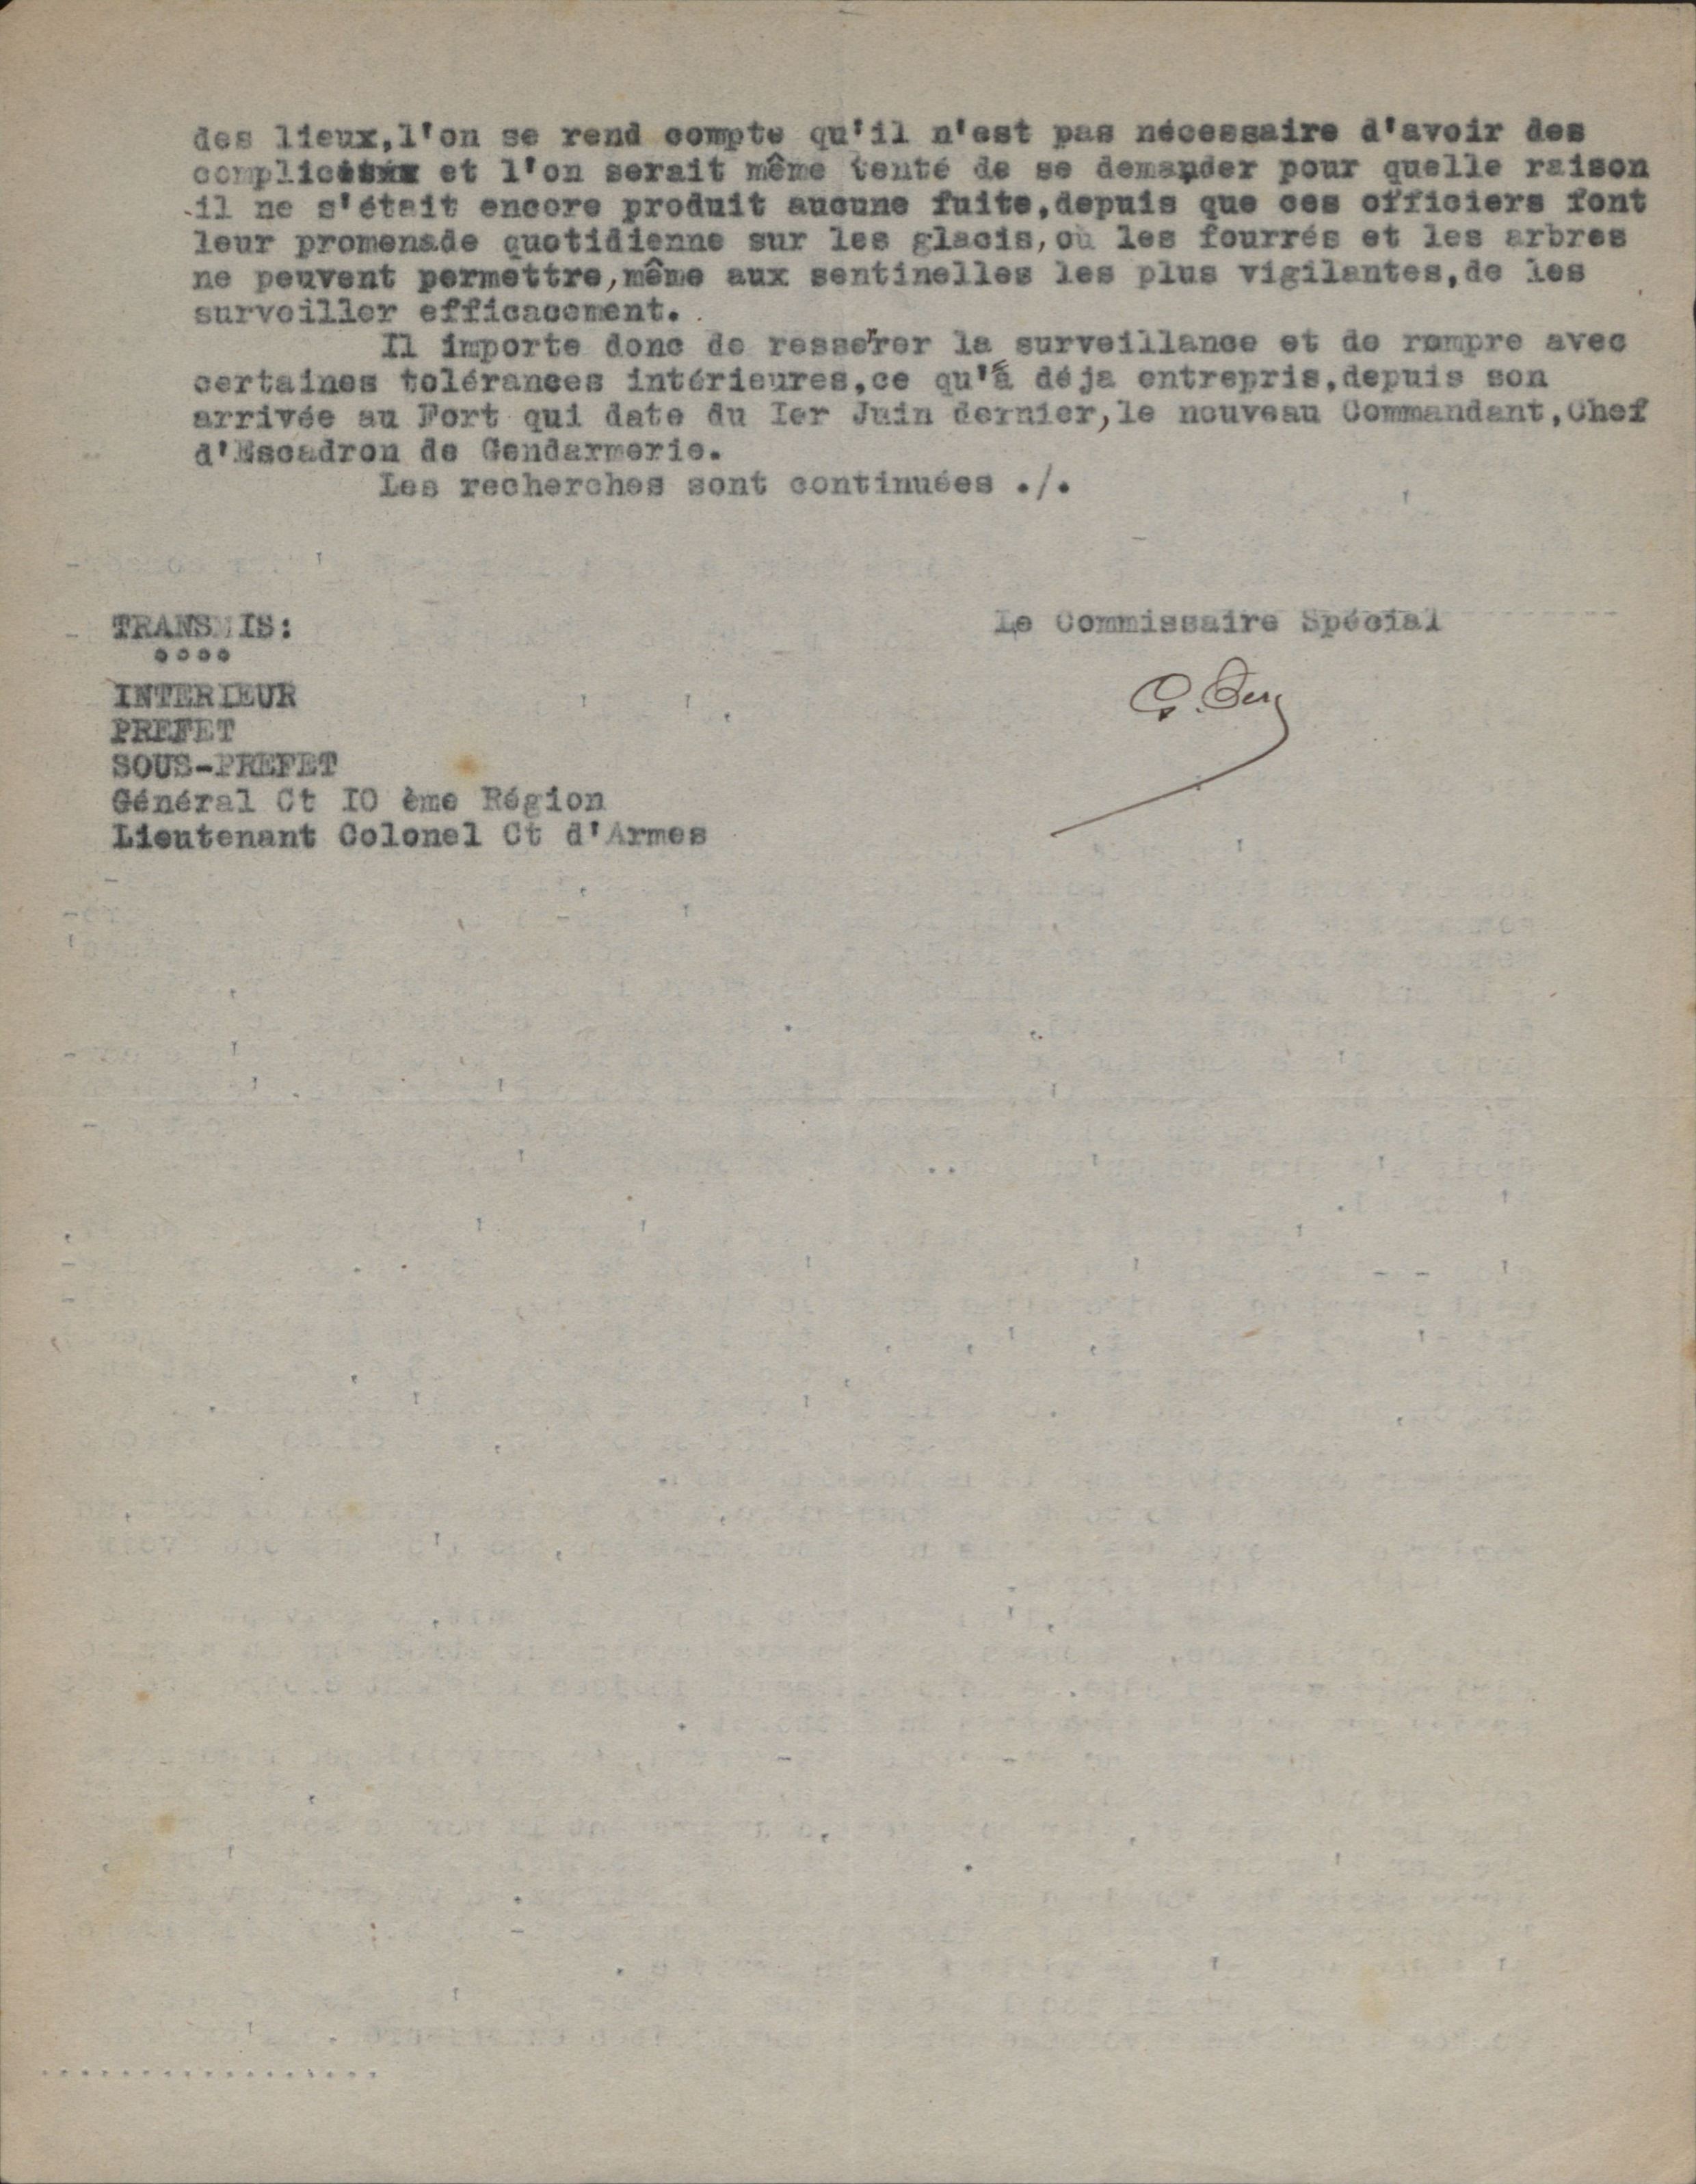 des lieux,l'on se rend compte qu'il n'est pas nécessaire d'avoir des
complices et l'on serait même tenté de se demander pour quelle raison
il ne s'était encore produit aucune fuite,depuis que ces officiers font
leur promenade quotidienne sur les glacis,où les fourrés et les arbres
ne peuvent permettre,même aux sentinelles les plus vigilantes,de les
surveiller efficacement.
Il importe donc de resserrer la surveillance et de rompre avec
certaines tolérances intérieures,ce qu'a déja entrepris,depuis son
arrivée au Fort qui date du Ier Juin dernier,le nouveau Commandant,Chef
d'Escadron de Gendarmerie.
Les recherches sont continuées ./.
TRANSMIS:
Le Commissaire Spécial
INTERIEUR
PREFET
SOUS-PREFET
Général Ct IO ème Région
Lieutenant Colonel Ct d'Armes